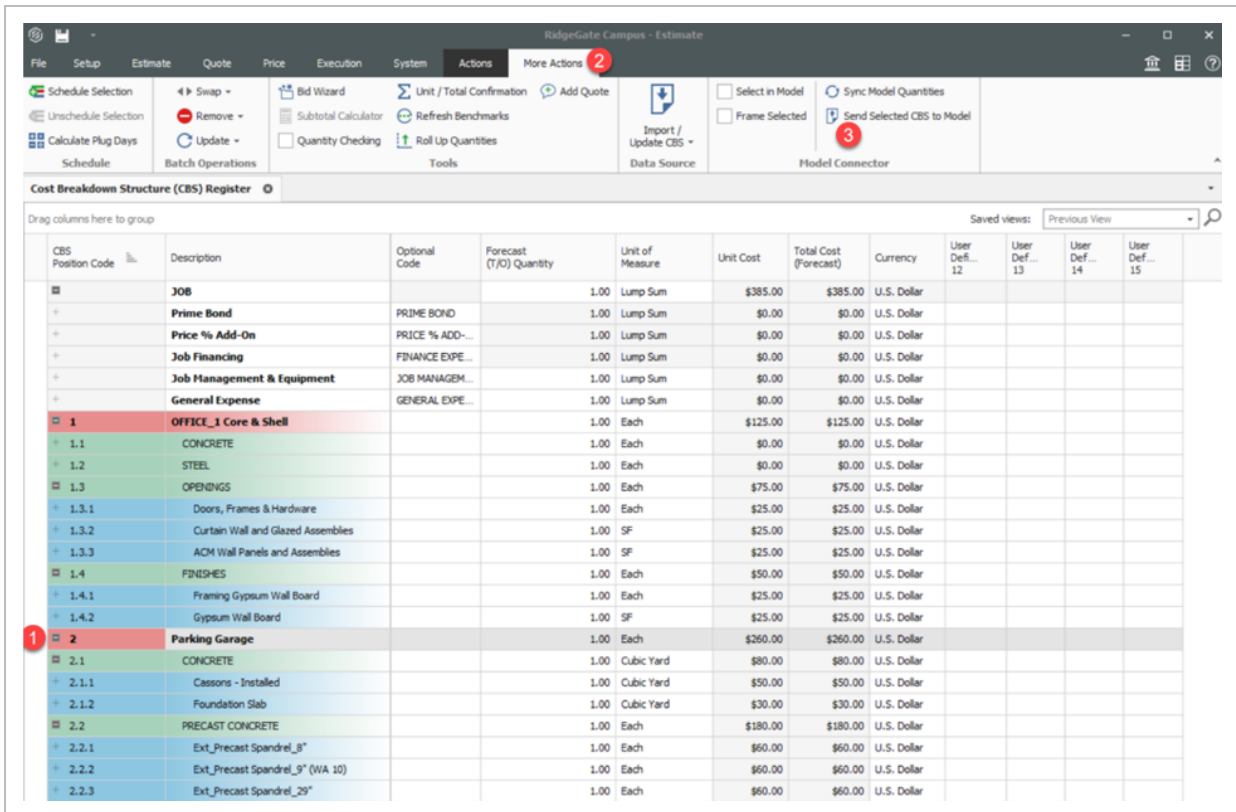 RidgeGate Campus - Estimate
File Setup Estimate Quote Price Execution System Actions More Actions 2
Schedule Selection Swap Bid Wizard Unit / Total Confirmation Add Quote Select in Model Sync Model Quantities
Unschedule Selection Remove Subtotal Calculator Refresh Benchmarks Frame Selected Send Selected CBS to Model
Calculate Plug Days Update Quantity Checking Roll Up Quantities Import / Update CBS 3
Schedule Batch Operations Tools Data Source Model Connector
Cost Breakdown Structure (CBS) Register
Drag columns here to group Saved views: Previous View
CBS Position Code Description Optional Code Forecast (T/O) Quantity Unit of Measure Unit Cost Total Cost (Forecast) Currency User Defi... 12 User Def... 13 User Def... 14 User Def... 15
JOB 1.00 Lump Sum $385.00 $385.00 U.S. Dollar
Prime Bond PRIME BOND 1.00 Lump Sum $0.00 $0.00 U.S. Dollar
Price % Add-On PRICE % ADD-... 1.00 Lump Sum $0.00 $0.00 U.S. Dollar
Job Financing FINANCE EXPE... 1.00 Lump Sum $0.00 $0.00 U.S. Dollar
Job Management & Equipment JOB MANAGEM... 1.00 Lump Sum $0.00 $0.00 U.S. Dollar
General Expense GENERAL EXPE... 1.00 Lump Sum $0.00 $0.00 U.S. Dollar
1 OFFICE_1 Core & Shell 1.00 Each $125.00 $125.00 U.S. Dollar
1.1 CONCRETE 1.00 Each $0.00 $0.00 U.S. Dollar
1.2 STEEL 1.00 Each $0.00 $0.00 U.S. Dollar
1.3 OPENINGS 1.00 Each $75.00 $75.00 U.S. Dollar
1.3.1 Doors, Frames & Hardware 1.00 Each $25.00 $25.00 U.S. Dollar
1.3.2 Curtain Wall and Glazed Assemblies 1.00 SF $25.00 $25.00 U.S. Dollar
1.3.3 ACM Wall Panels and Assemblies 1.00 SF $25.00 $25.00 U.S. Dollar
1.4 FINISHES 1.00 Each $50.00 $50.00 U.S. Dollar
1.4.1 Framing Gypsum Wall Board 1.00 Each $25.00 $25.00 U.S. Dollar
1.4.2 Gypsum Wall Board 1.00 SF $25.00 $25.00 U.S. Dollar
1 2 Parking Garage 1.00 Each $260.00 $260.00 U.S. Dollar
2.1 CONCRETE 1.00 Cubic Yard $80.00 $80.00 U.S. Dollar
2.1.1 Cassons - Installed 1.00 Cubic Yard $50.00 $50.00 U.S. Dollar
2.1.2 Foundation Slab 1.00 Cubic Yard $30.00 $30.00 U.S. Dollar
2.2 PRECAST CONCRETE 1.00 Each $180.00 $180.00 U.S. Dollar
2.2.1 Ext_Precast Spandrel_8" 1.00 Each $60.00 $60.00 U.S. Dollar
2.2.2 Ext_Precast Spandrel_9" (WA 10) 1.00 Each $60.00 $60.00 U.S. Dollar
2.2.3 Ext_Precast Spandrel_29" 1.00 Each $60.00 $60.00 U.S. Dollar